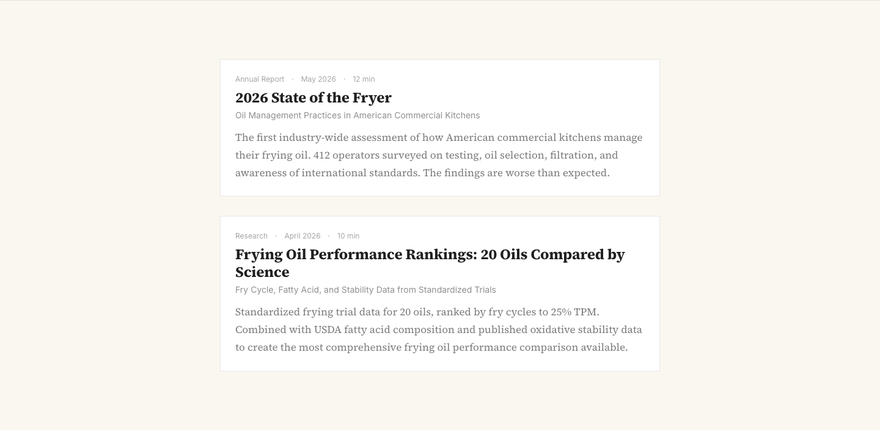 Annual Report · May 2026 · 12 min
2026 State of the Fryer
Oil Management Practices in American Commercial Kitchens
The first industry-wide assessment of how American commercial kitchens manage
their frying oil. 412 operators surveyed on testing, oil selection, filtration, and
awareness of international standards. The findings are worse than expected.
Research · April 2026 · 10 min
Frying Oil Performance Rankings: 20 Oils Compared by
Science
Fry Cycle, Fatty Acid, and Stability Data from Standardized Trials
Standardized frying trial data for 20 oils, ranked by fry cycles to 25% TPM.
Combined with USDA fatty acid composition and published oxidative stability data
to create the most comprehensive frying oil performance comparison available.